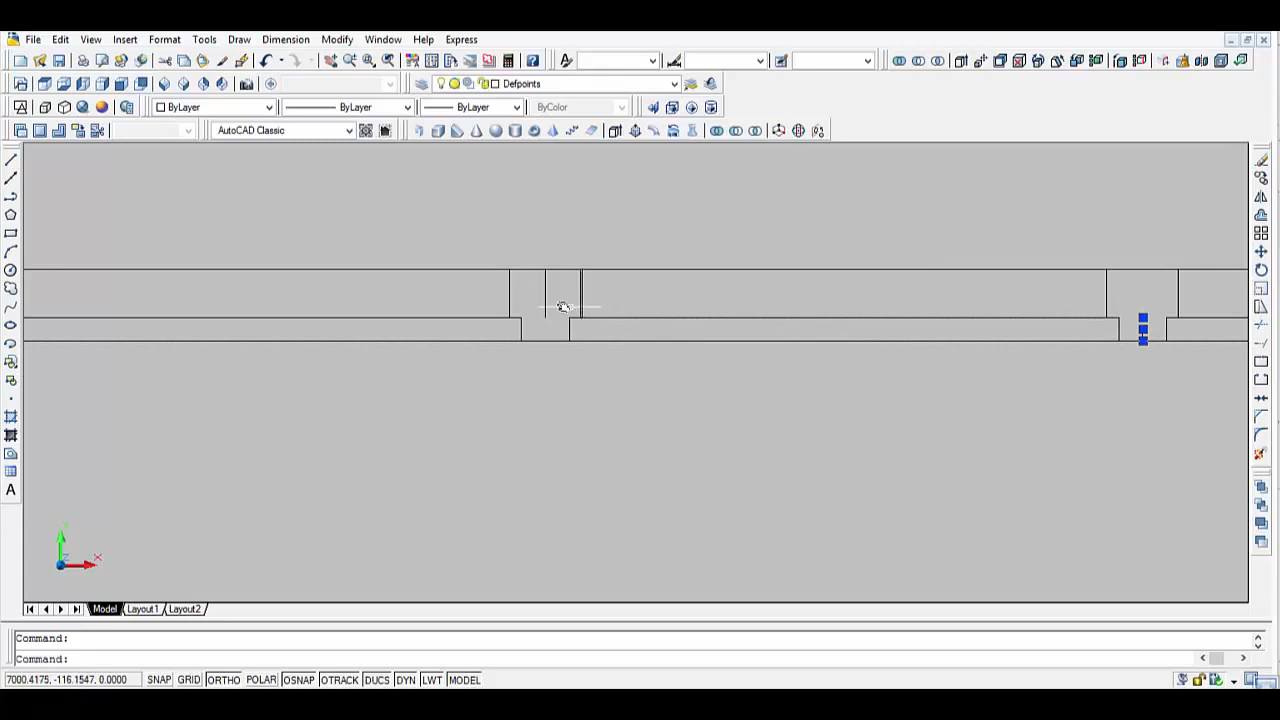 File Edit View Insert Format Tools Draw Dimension Modify Window Help Express
Defpoints
ByLayer ByLayer ByLayer ByColor
AutoCAD Classic
A
Y
Z X
Model Layout1 Layout2
Command:
Command:
7000.4175, -116.1547, 0.0000 SNAP GRID ORTHO POLAR OSNAP OTRACK DUCS DYN LWT MODEL